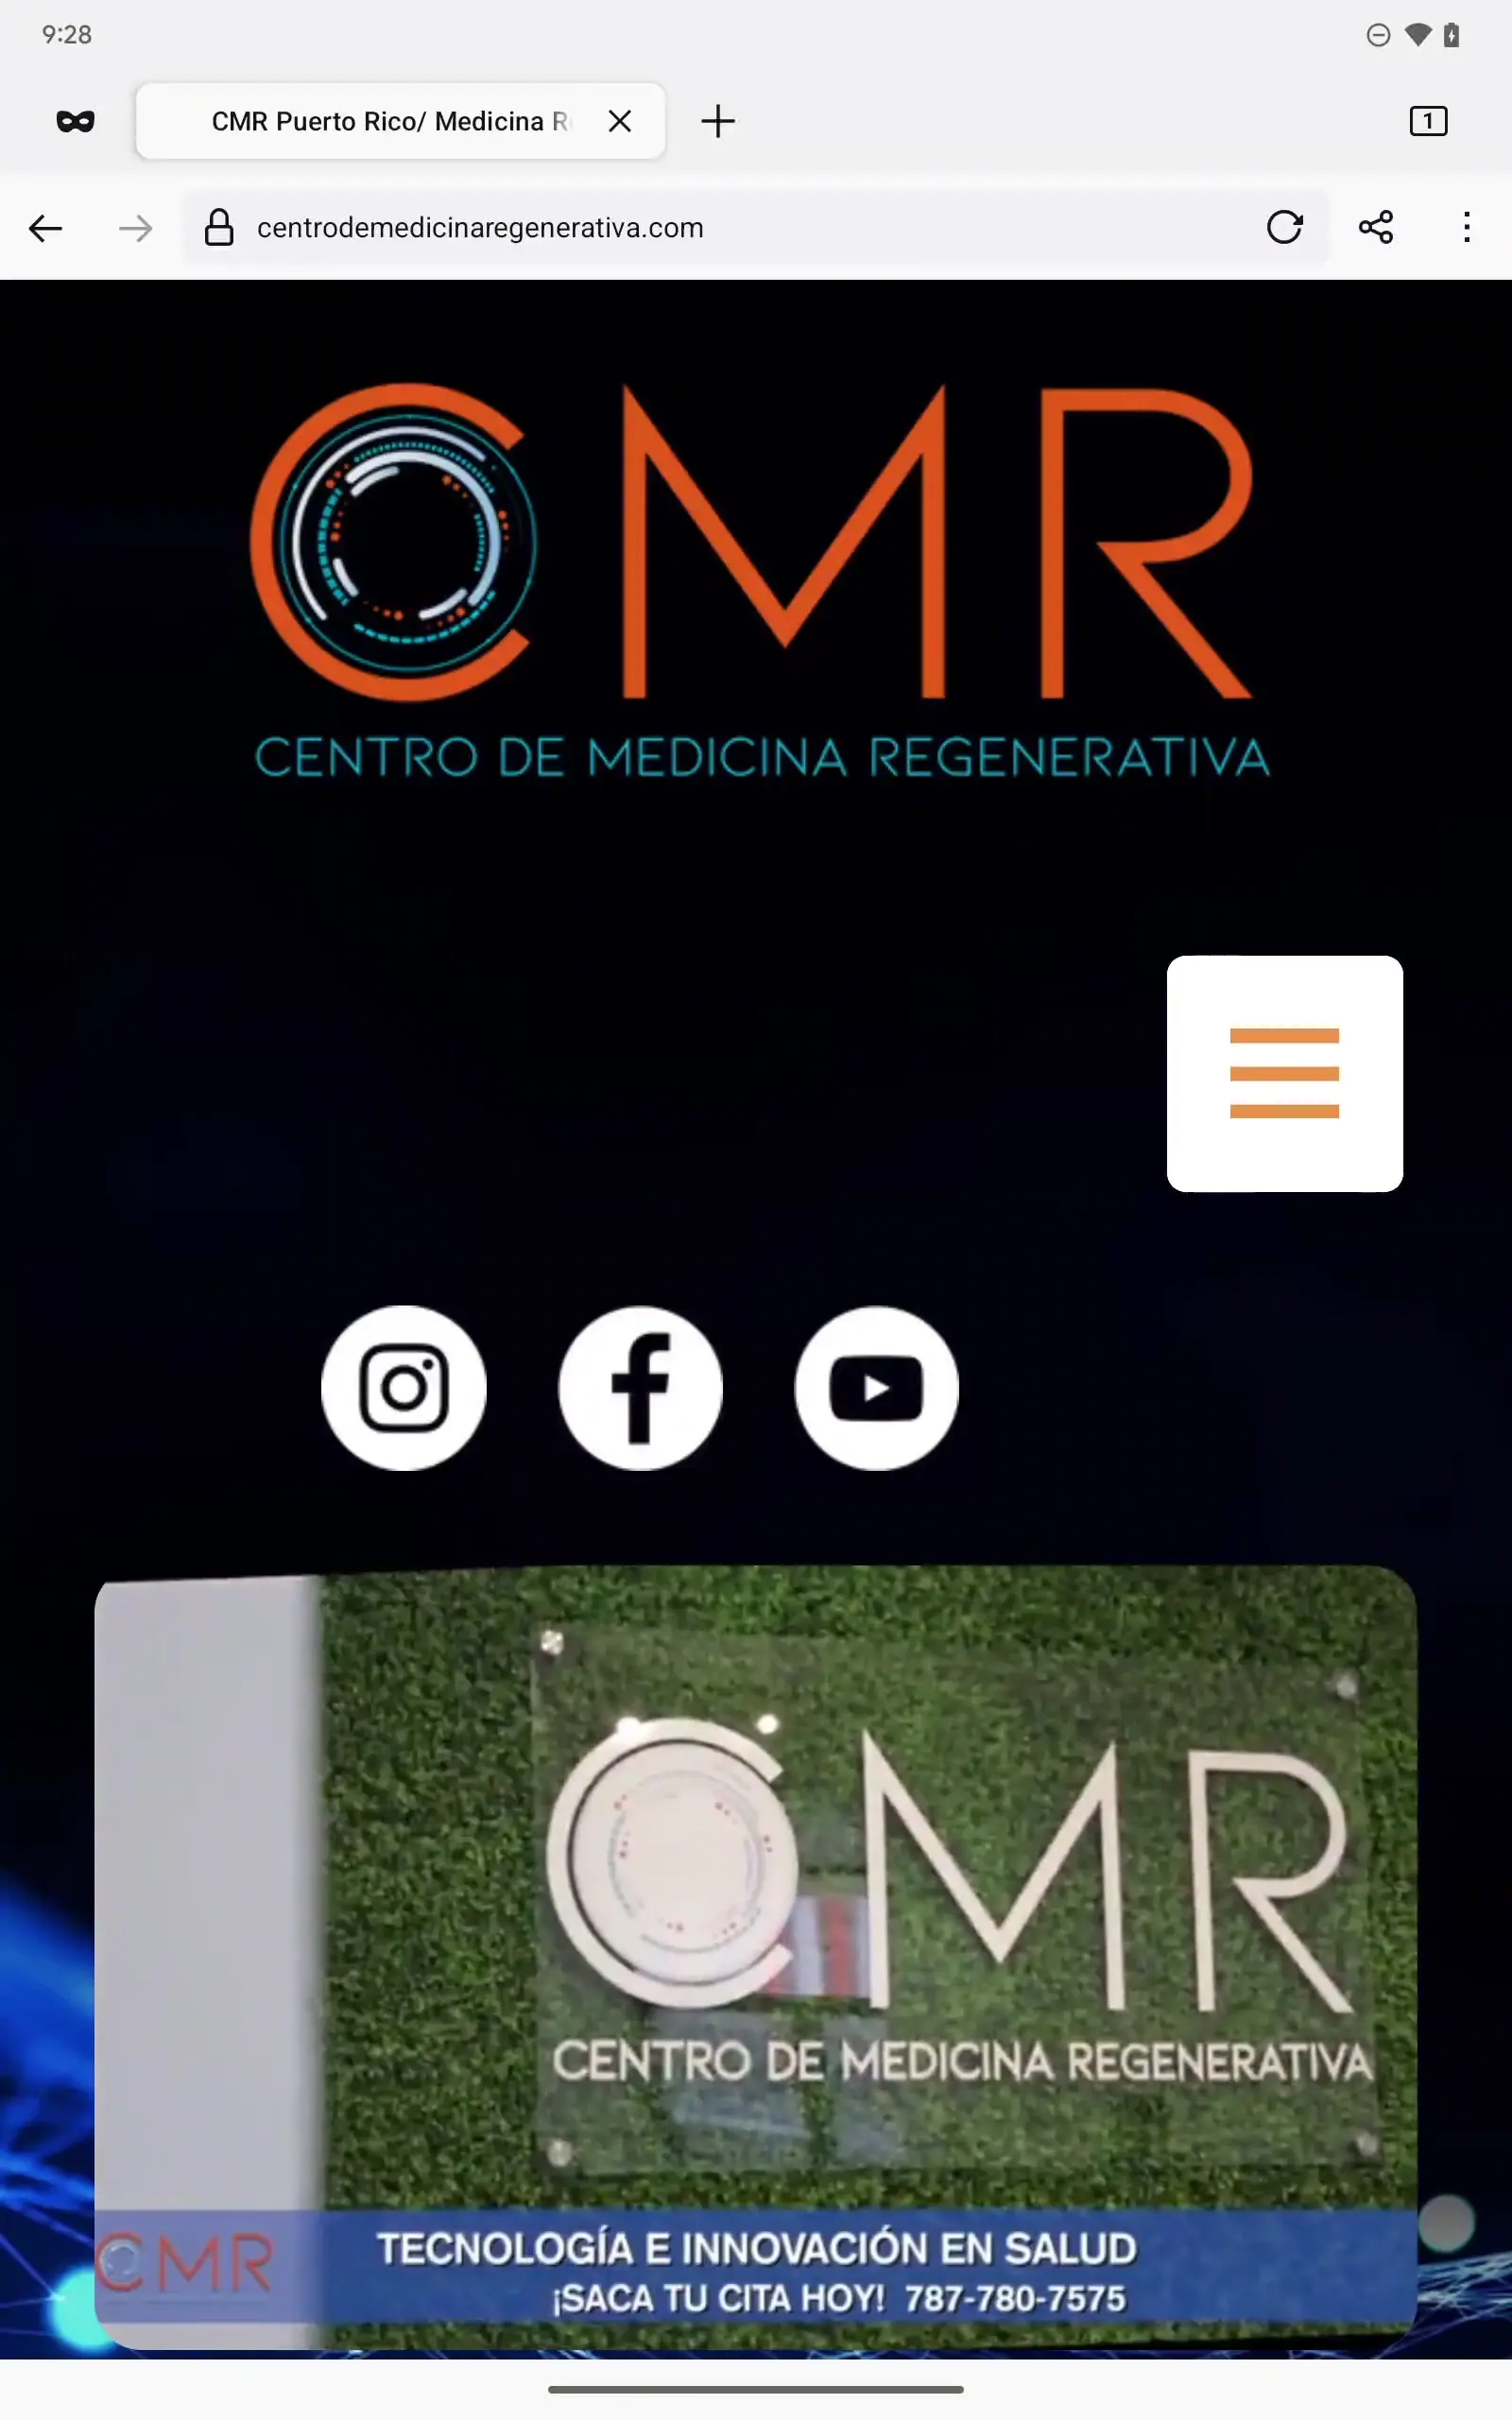 9:28
CMR Puerto Rico/ Medicina R
1
centrodemedicinaregenerativa.com
CMR
CENTRO DE MEDICINA REGENERATIVA
CMR
CENTRO DE MEDICINA REGENERATIVA
CMR
TECNOLOGÍA E INNOVACIÓN EN SALUD
¡SACA TU CITA HOY! 787-780-7575